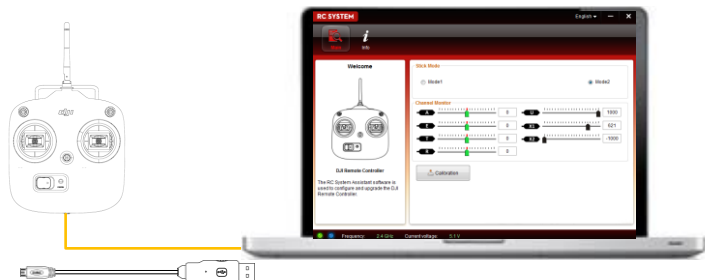 RC SYSTEM
English
Info
Welcome
DJI Remote Controller
The RC System Assistant software is
used to configure and upgrade the DJI
Remote Controller.
Stick Mode
Mode1
Mode2
Channel Monitor
A 0
U 1000
E 0
X1 621
T 0
-1000
R 0
Calibration
Frequency: 2.4 GHz Current voltage: 5.1 V